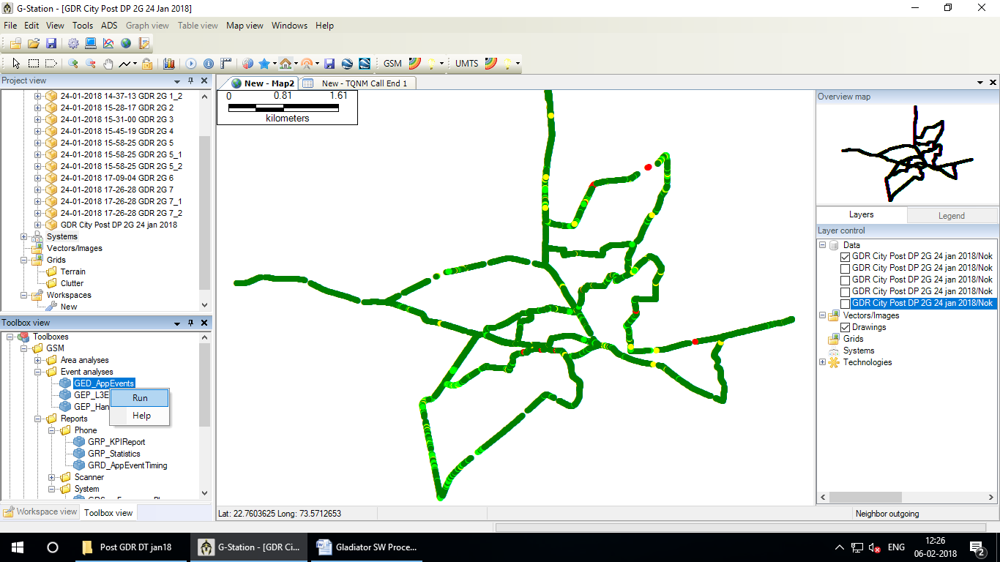 G-Station - [GDR City Post DP 2G 24 Jan 2018]
File Edit View Tools ADS Graph view Table view Map view Windows Help
GSM UMTS
Project view
24-01-2018 14-37-13 GDR 2G 1_2
24-01-2018 15-28-17 GDR 2G 2
24-01-2018 15-31-00 GDR 2G 3
24-01-2018 15-45-19 GDR 2G 4
24-01-2018 15-58-25 GDR 2G 5
24-01-2018 15-58-25 GDR 2G 5_1
24-01-2018 15-58-25 GDR 2G 5_2
24-01-2018 17-09-04 GDR 2G 6
24-01-2018 17-26-28 GDR 2G 7
24-01-2018 17-26-28 GDR 2G 7_1
24-01-2018 17-26-28 GDR 2G 7_2
GDR City Post DP 2G 24 jan 2018
Systems
Vectors/Images
Grids
Terrain
Clutter
Workspaces
New
Toolbox view
Toolboxes
GSM
Area analyses
Event analyses
GED_AppEvents
GEP_L3E
GEP_Han
Run
Help
Reports
Phone
GRP_KPIReport
GRP_Statistics
GRD_AppEventTiming
Scanner
System
Workspace view Toolbox view
New - Map2 New - TQNM Call End 1
0 0.81 1.61
kilometers
Lat: 22.7603625 Long: 73.5712653
Overview map
Layers Legend
Layer control
Data
GDR City Post DP 2G 24 jan 2018/Nok
GDR City Post DP 2G 24 jan 2018/Nok
GDR City Post DP 2G 24 jan 2018/Nok
GDR City Post DP 2G 24 jan 2018/Nok
GDR City Post DP 2G 24 jan 2018/Nok
Vectors/Images
Drawings
Grids
Systems
Technologies
Neighbor outgoing
Post GDR DT jan18 G-Station - [GDR Ci... Gladiator SW Proce...
ENG
12:26
06-02-2018
2